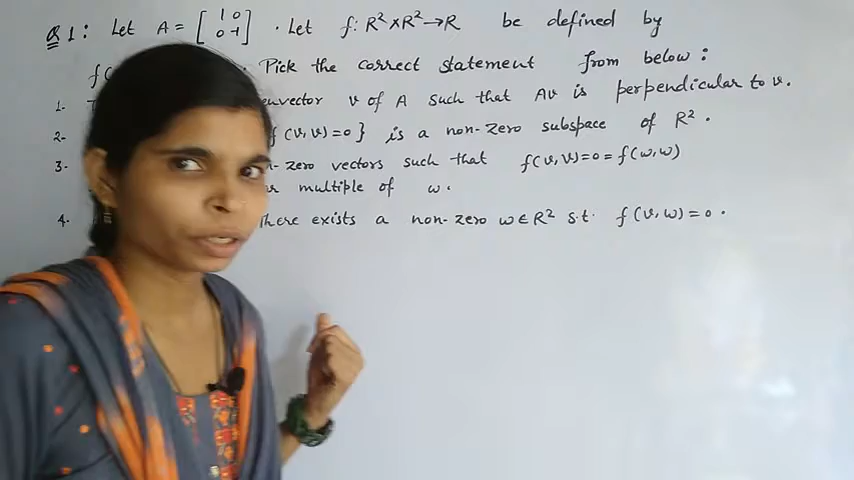 Q 1: Let A = [1 0 0 -1] . Let f: R² × R² → R be defined by
f( . Pick the correct statement from below :
1- envector v of A such that Av is perpendicular to v.
2- f(v,v)=0 } is a non-zero subspace of R² .
3- n-zero vectors such that f(v,v)=0=f(w,w)
multiple of w.
4. there exists a non-zero w ∈ R² s.t. f(v,w)=0.